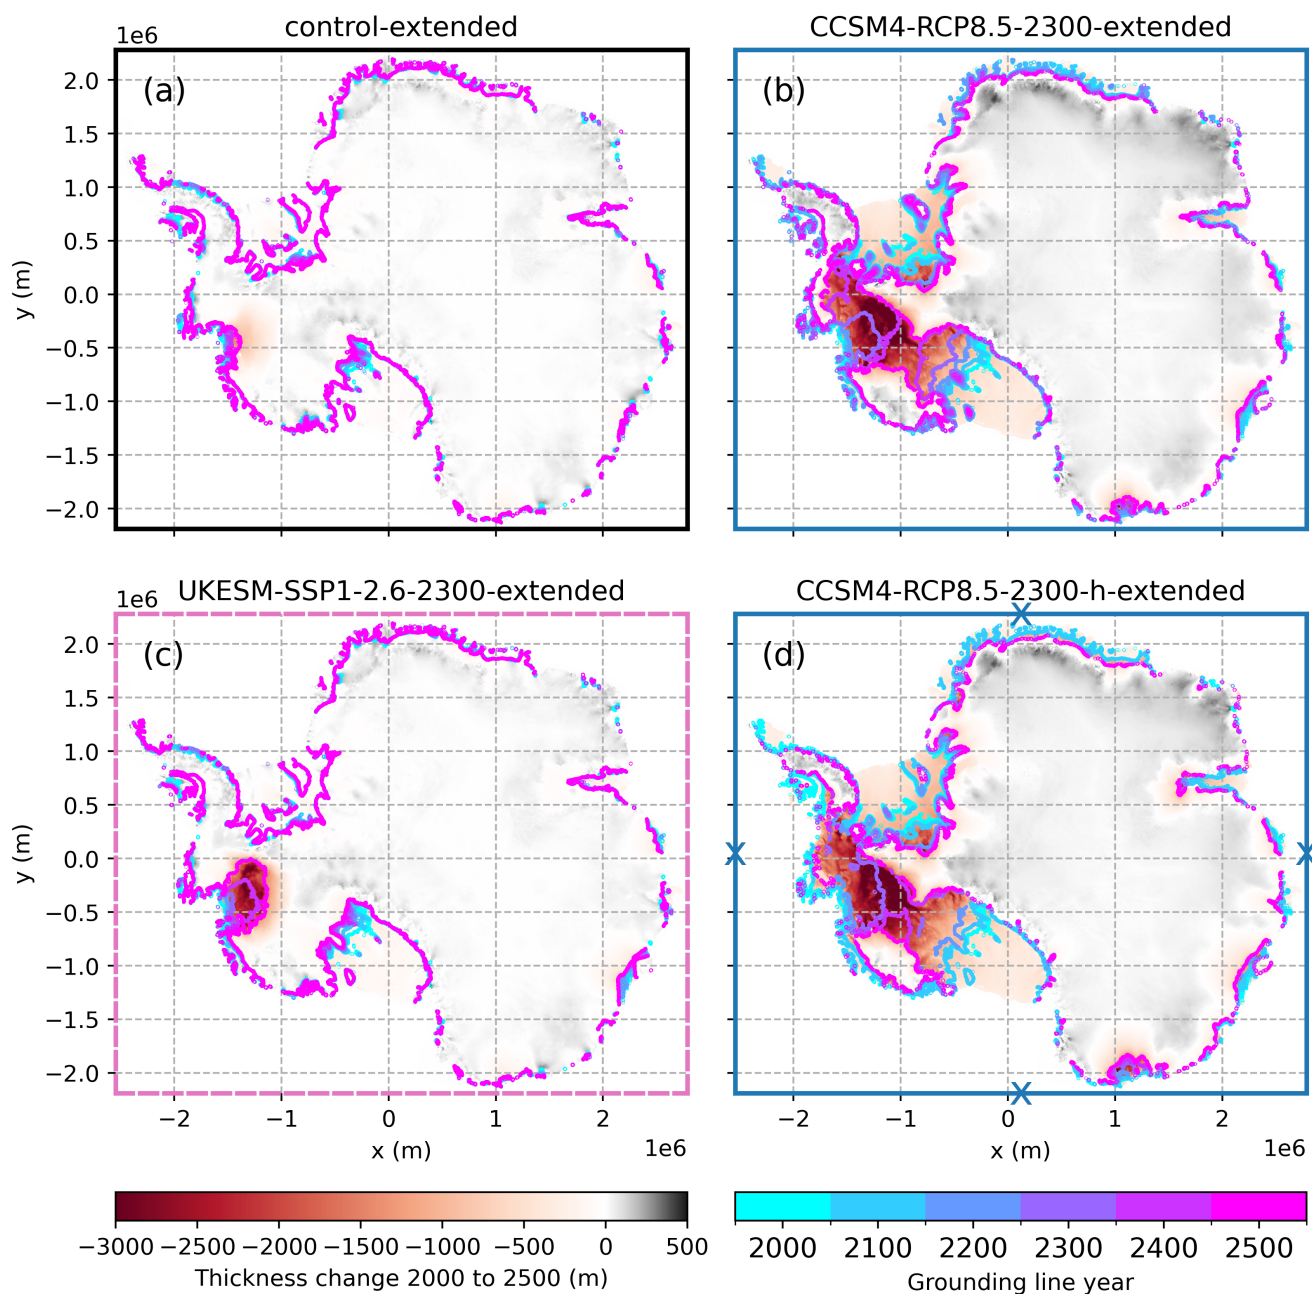 control-extended
CCSM4-RCP8.5-2300-extended
1e6
(a)
(b)
2.0
1.5
1.0
0.5
0.0
−0.5
−1.0
−1.5
−2.0
y (m)
UKESM-SSP1-2.6-2300-extended
CCSM4-RCP8.5-2300-h-extended
1e6
(c)
(d)
2.0
1.5
1.0
0.5
0.0
−0.5
−1.0
−1.5
−2.0
y (m)
−2 −1 0 1 2
−2 −1 0 1 2
x (m)
1e6
x (m)
1e6
−3000 −2500 −2000 −1500 −1000 −500 0 500
Thickness change 2000 to 2500 (m)
2000 2100 2200 2300 2400 2500
Grounding line year